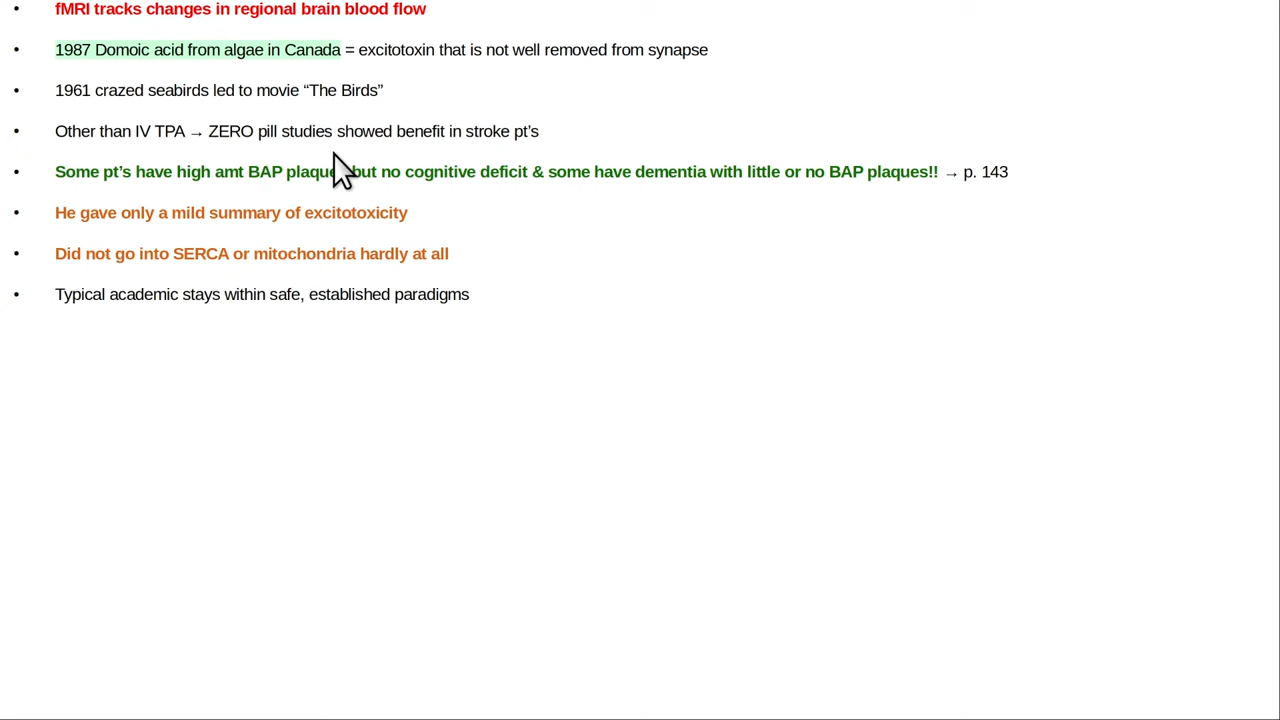 • fMRI tracks changes in regional brain blood flow
• 1987 Domoic acid from algae in Canada = excitotoxin that is not well removed from synapse
• 1961 crazed seabirds led to movie “The Birds”
• Other than IV TPA → ZERO pill studies showed benefit in stroke pt’s
• Some pt’s have high amt BAP but no cognitive deficit & some have dementia with little or no BAP plaques!! → p. 143
• He gave only a mild summary of excitotoxicity
• Did not go into SERCA or mitochondria hardly at all
• Typical academic stays within safe, established paradigms